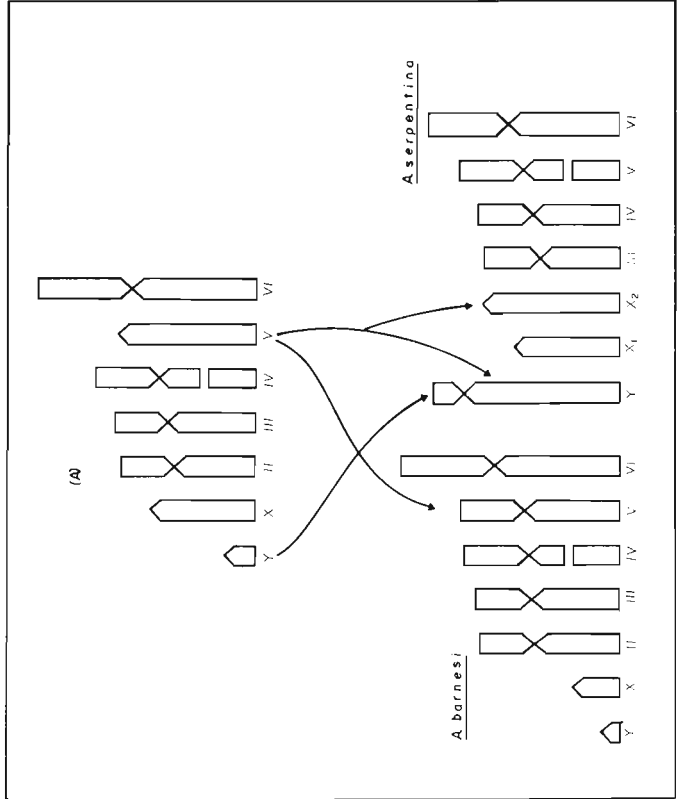 (A)
Y X II III IV V VI
A serpentina
A barnesi
Y X II III IV V VI Y X₁ X₂ III IV V VI